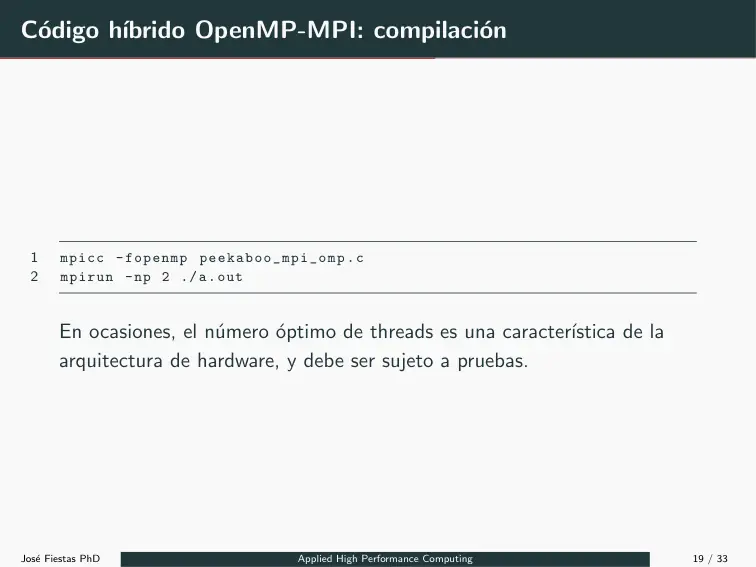 Código híbrido OpenMP-MPI: compilación
1 mpicc -fopenmp peekaboo_mpi_omp.c
2 mpirun -np 2 ./a.out
En ocasiones, el número óptimo de threads es una característica de la
arquitectura de hardware, y debe ser sujeto a pruebas.
José Fiestas PhD Applied High Performance Computing 19 / 33